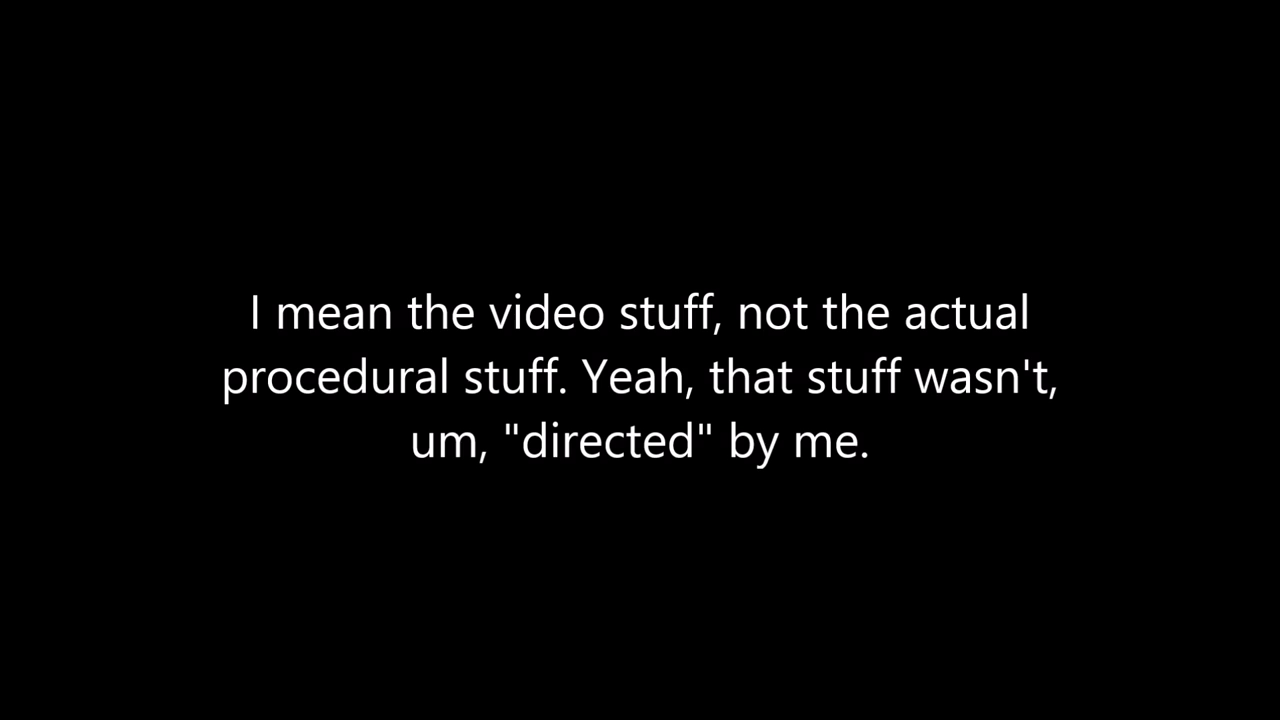 I mean the video stuff, not the actual
procedural stuff. Yeah, that stuff wasn't,
um, "directed" by me.